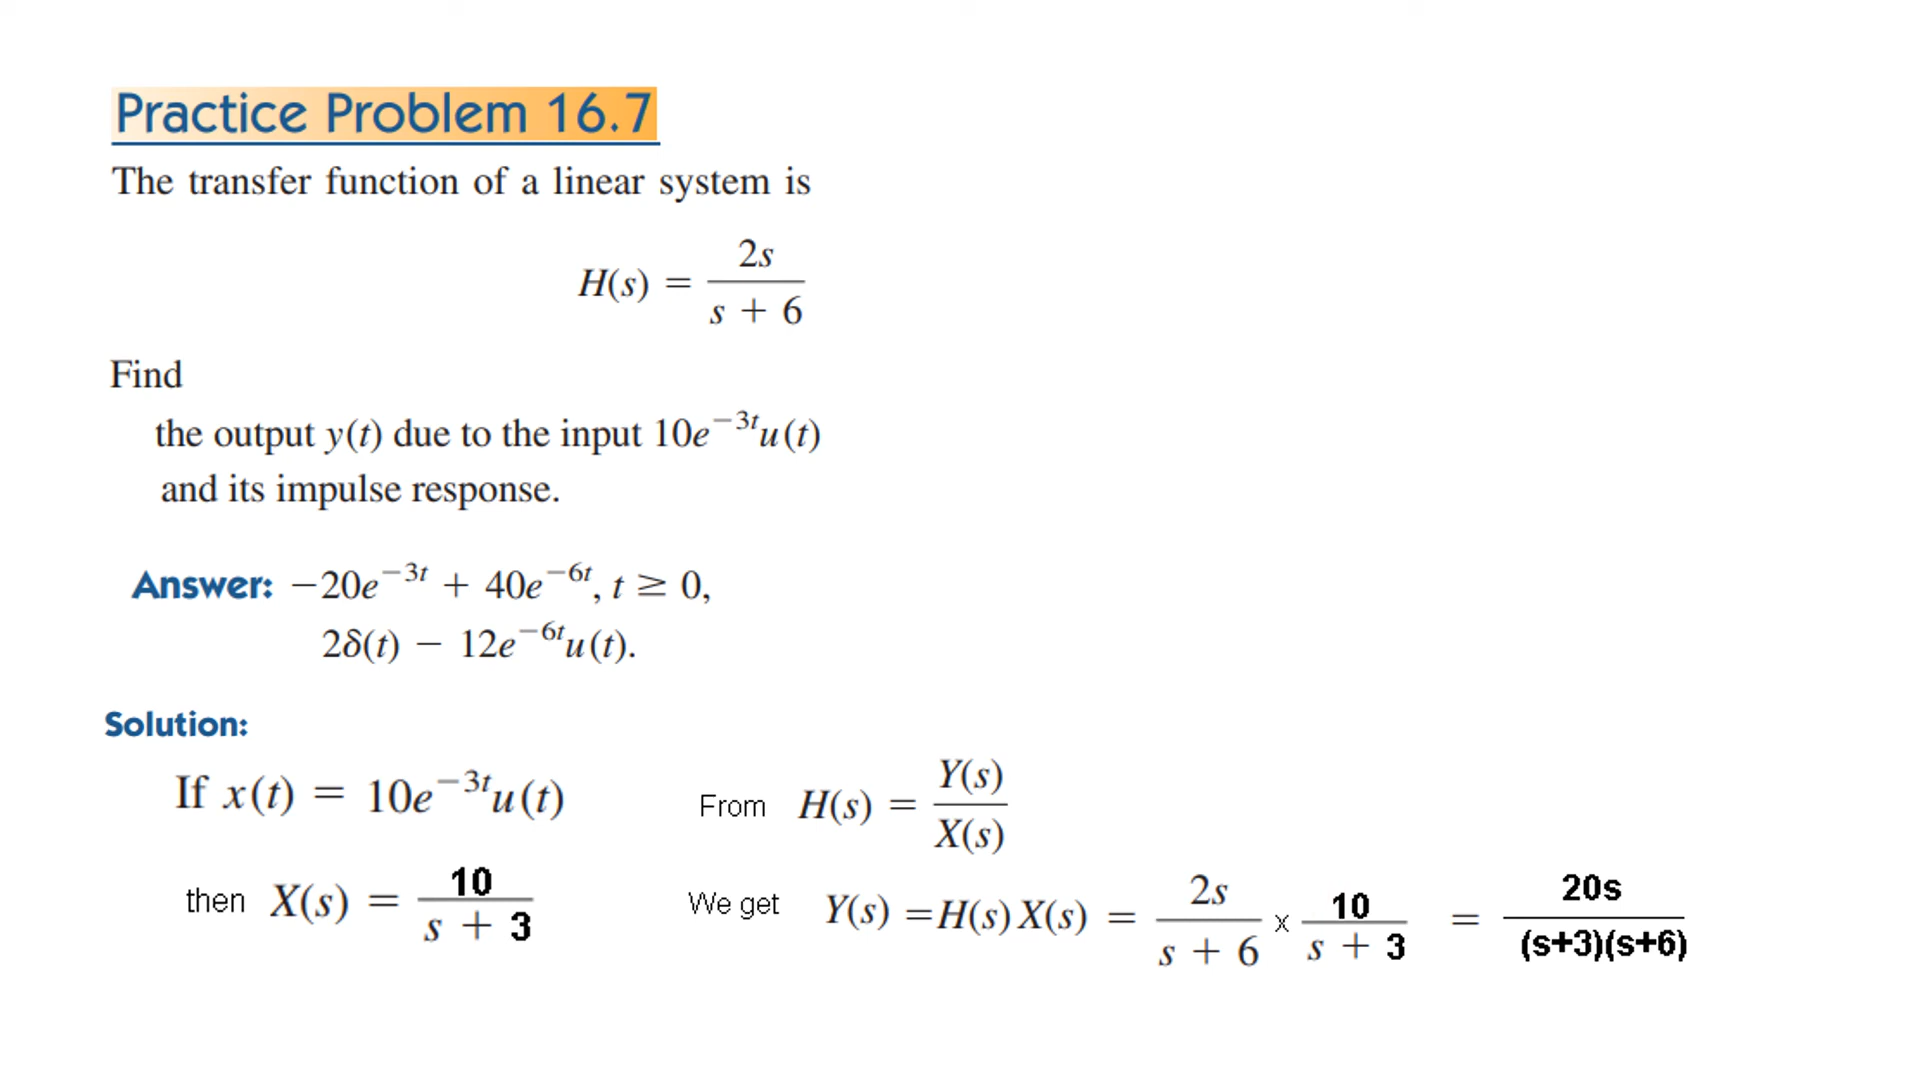 Practice Problem 16.7
The transfer function of a linear system is
H(s) = 2s / (s + 6)
Find
the output y(t) due to the input 10e^{−3t}u(t)
and its impulse response.
Answer: −20e^{−3t} + 40e^{−6t}, t ≥ 0,
2δ(t) − 12e^{−6t}u(t).
Solution:
If x(t) = 10e^{−3t}u(t)
From H(s) = Y(s) / X(s)
then X(s) = 10 / (s + 3)
We get Y(s) =H(s) X(s) = 2s / (s + 6) x 10 / (s + 3) = 20s / (s+3)(s+6)